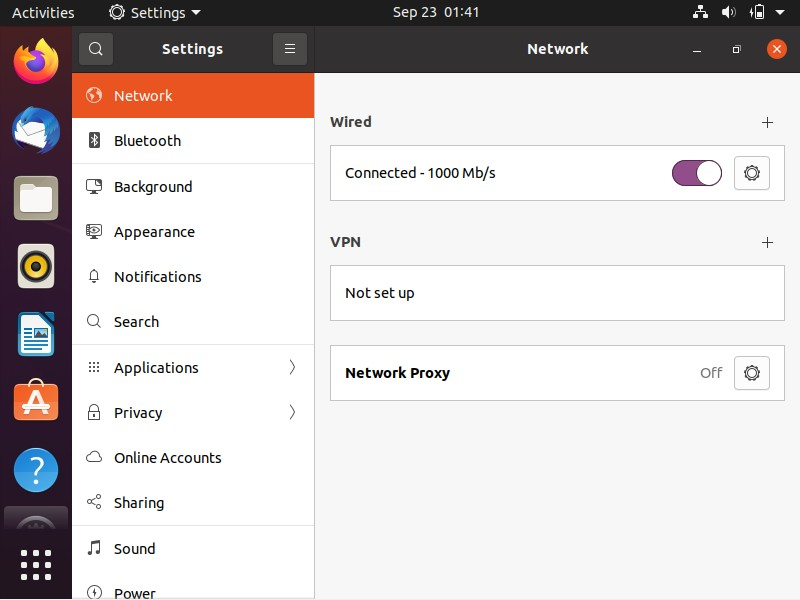 Activities
Settings
Sep 23 01:41
Settings
Network
Network
Bluetooth
Background
Appearance
Notifications
Search
Applications
Privacy
Online Accounts
Sharing
Sound
Power
Wired
Connected - 1000 Mb/s
VPN
Not set up
Network Proxy
Off